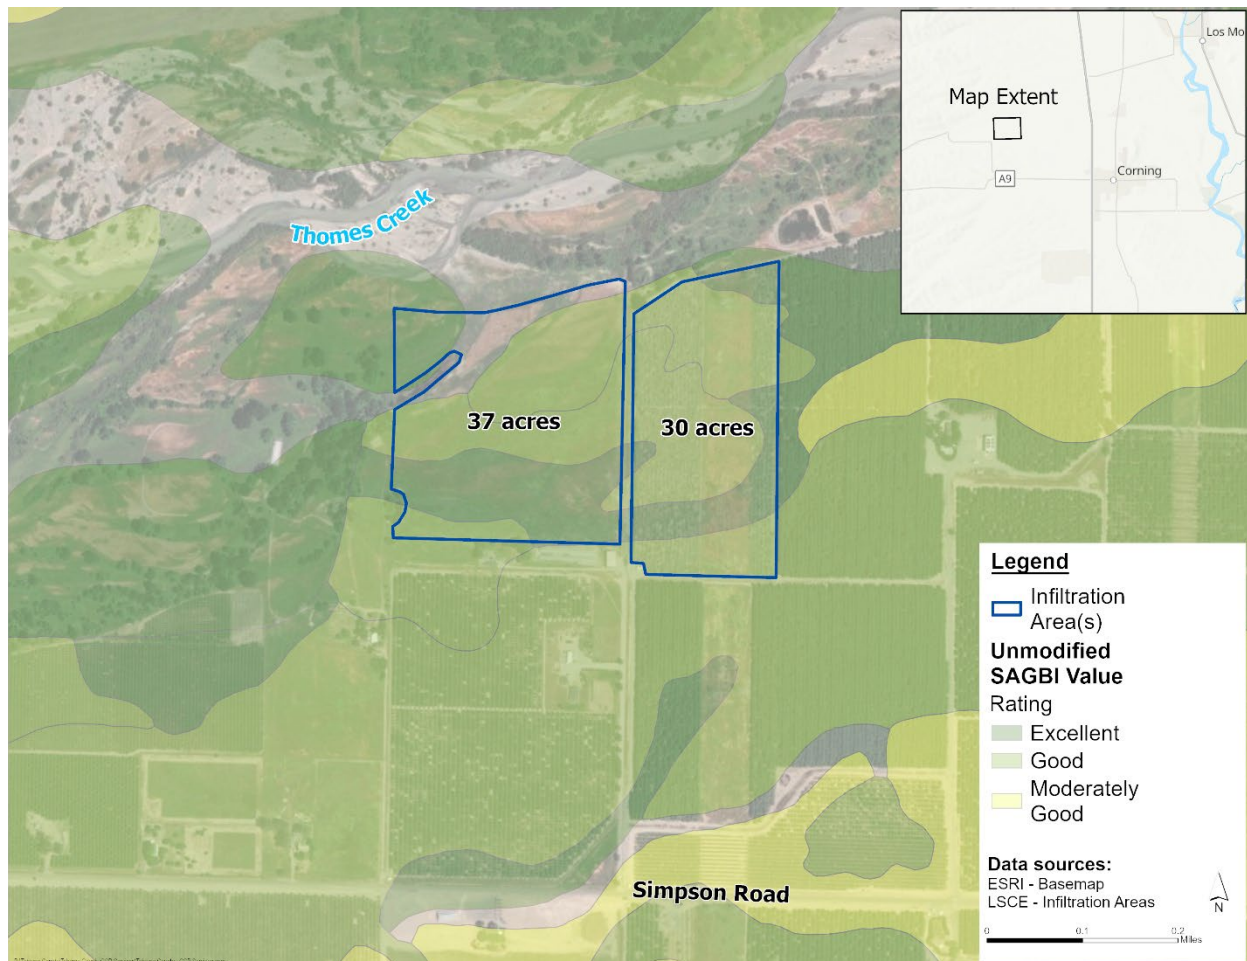 Los Mo
Map Extent
A9
Corning
Thomes Creek
37 acres
30 acres
Legend
Infiltration
Area(s)
Unmodified
SAGBI Value
Rating
Excellent
Good
Moderately
Good
Data sources:
ESRI - Basemap
LSCE - Infiltration Areas
N
0 0.1 0.2
Miles
Simpson Road